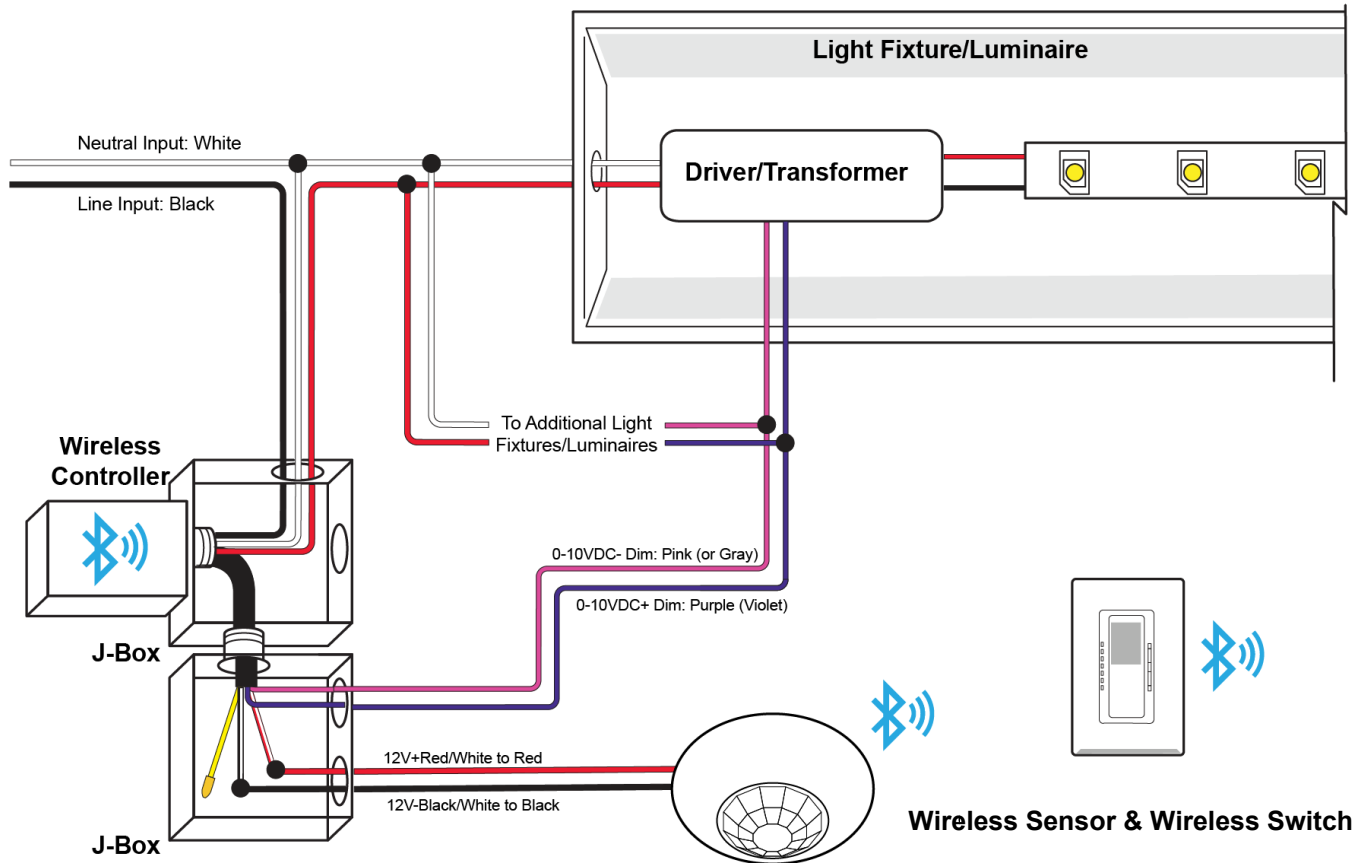 Light Fixture/Luminaire
Neutral Input: White
Driver/Transformer
Line Input: Black
To Additional Light
Fixtures/Luminaires
Wireless
Controller
0-10VDC- Dim: Pink (or Gray)
0-10VDC+ Dim: Purple (Violet)
J-Box
12V+Red/White to Red
12V-Black/White to Black
Wireless Sensor & Wireless Switch
J-Box